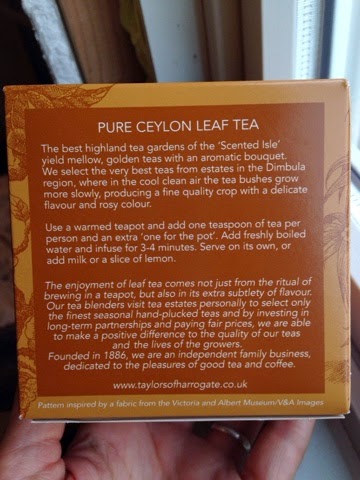 PURE CEYLON LEAF TEA
The best highland tea gardens of the 'Scented Isle'
yield mellow, golden teas with an aromatic bouquet.
We select the very best teas from estates in the Dimbula
region, where in the cool clean air the tea bushes grow
more slowly, producing a fine quality crop with a delicate
flavour and rosy colour.
Use a warmed teapot and add one teaspoon of tea per
person and an extra 'one for the pot'. Add freshly boiled
water and infuse for 3-4 minutes. Serve on its own, or
add milk or a slice of lemon.
The enjoyment of leaf tea comes not just from the ritual of
brewing in a teapot, but also in its extra subtlety of flavour.
Our tea blenders visit tea estates personally to select only
the finest seasonal hand-plucked teas and by investing in
long-term partnerships and paying fair prices, we are able
to make a positive difference to the quality of our teas
and the lives of the growers.
Founded in 1886, we are an independent family business,
dedicated to the pleasures of good tea and coffee.
www.taylorsofharrogate.co.uk
Pattern inspired by a fabric from the Victoria and Albert Museum/V&A Images